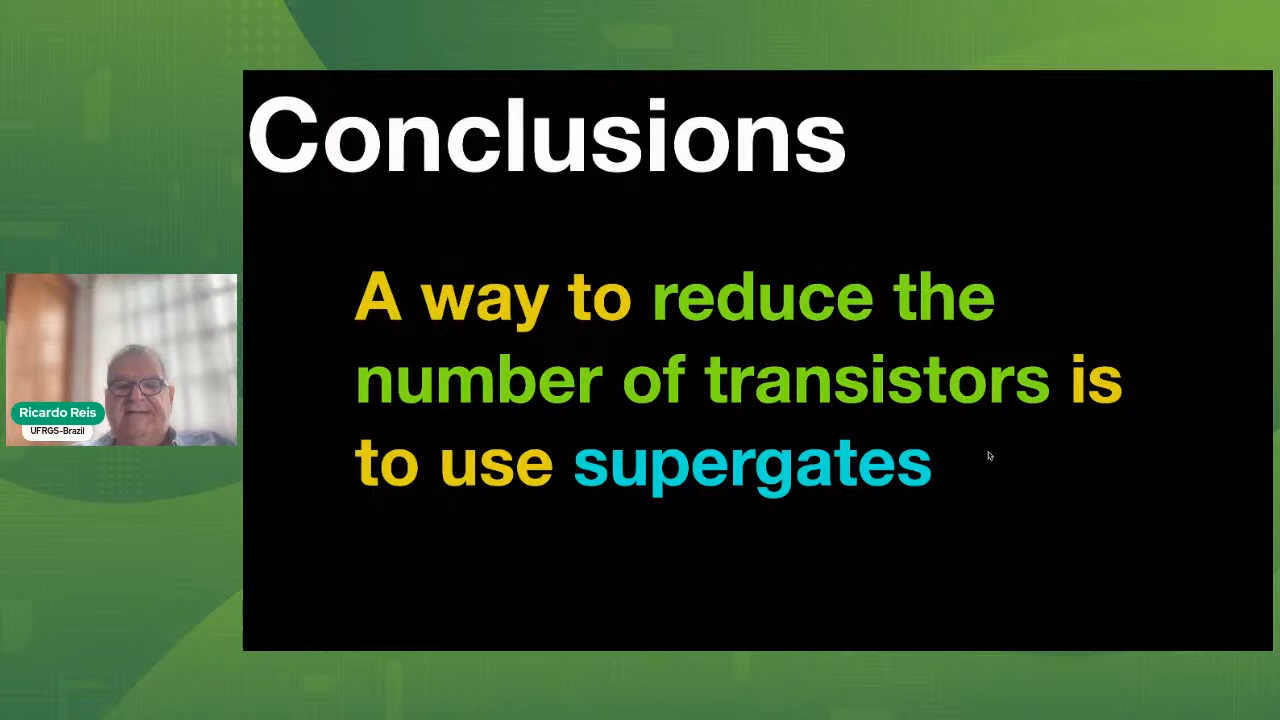 Conclusions
A way to reduce the
number of transistors is
to use supergates
Ricardo Reis
UFRGS-Brazil